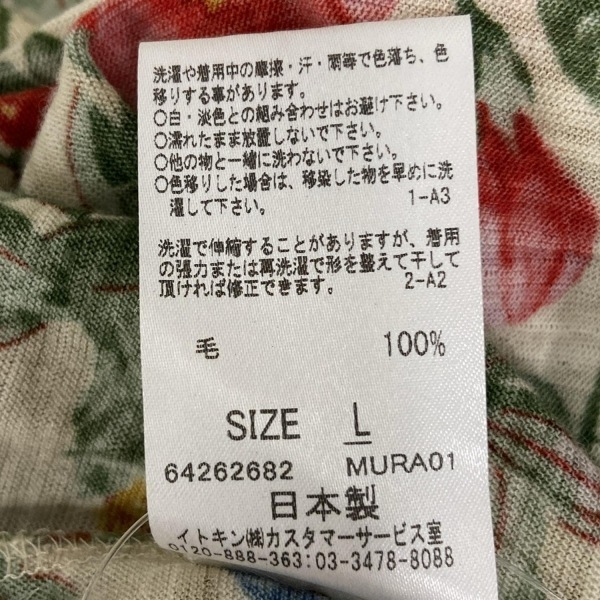 洗濯や着用中の摩擦・汗・雨等で色落ち、色
移りする事があります。
○白・淡色との組み合わせはお避け下さい。
○濡れたまま放置しないで下さい。
○他の物と一緒に洗わないで下さい。
○色移りした場合は、移染した物を早めに洗
濯して下さい。 1-A3
洗濯で伸縮することがありますが、着用
の張力または再洗濯で形を整えて干して
頂ければ修正できます。 2-A2
毛 100%
SIZE L
64262682 MURA01
日本製
イトキン㈱カスタマーサービス室
0120-888-363:03-3478-8088